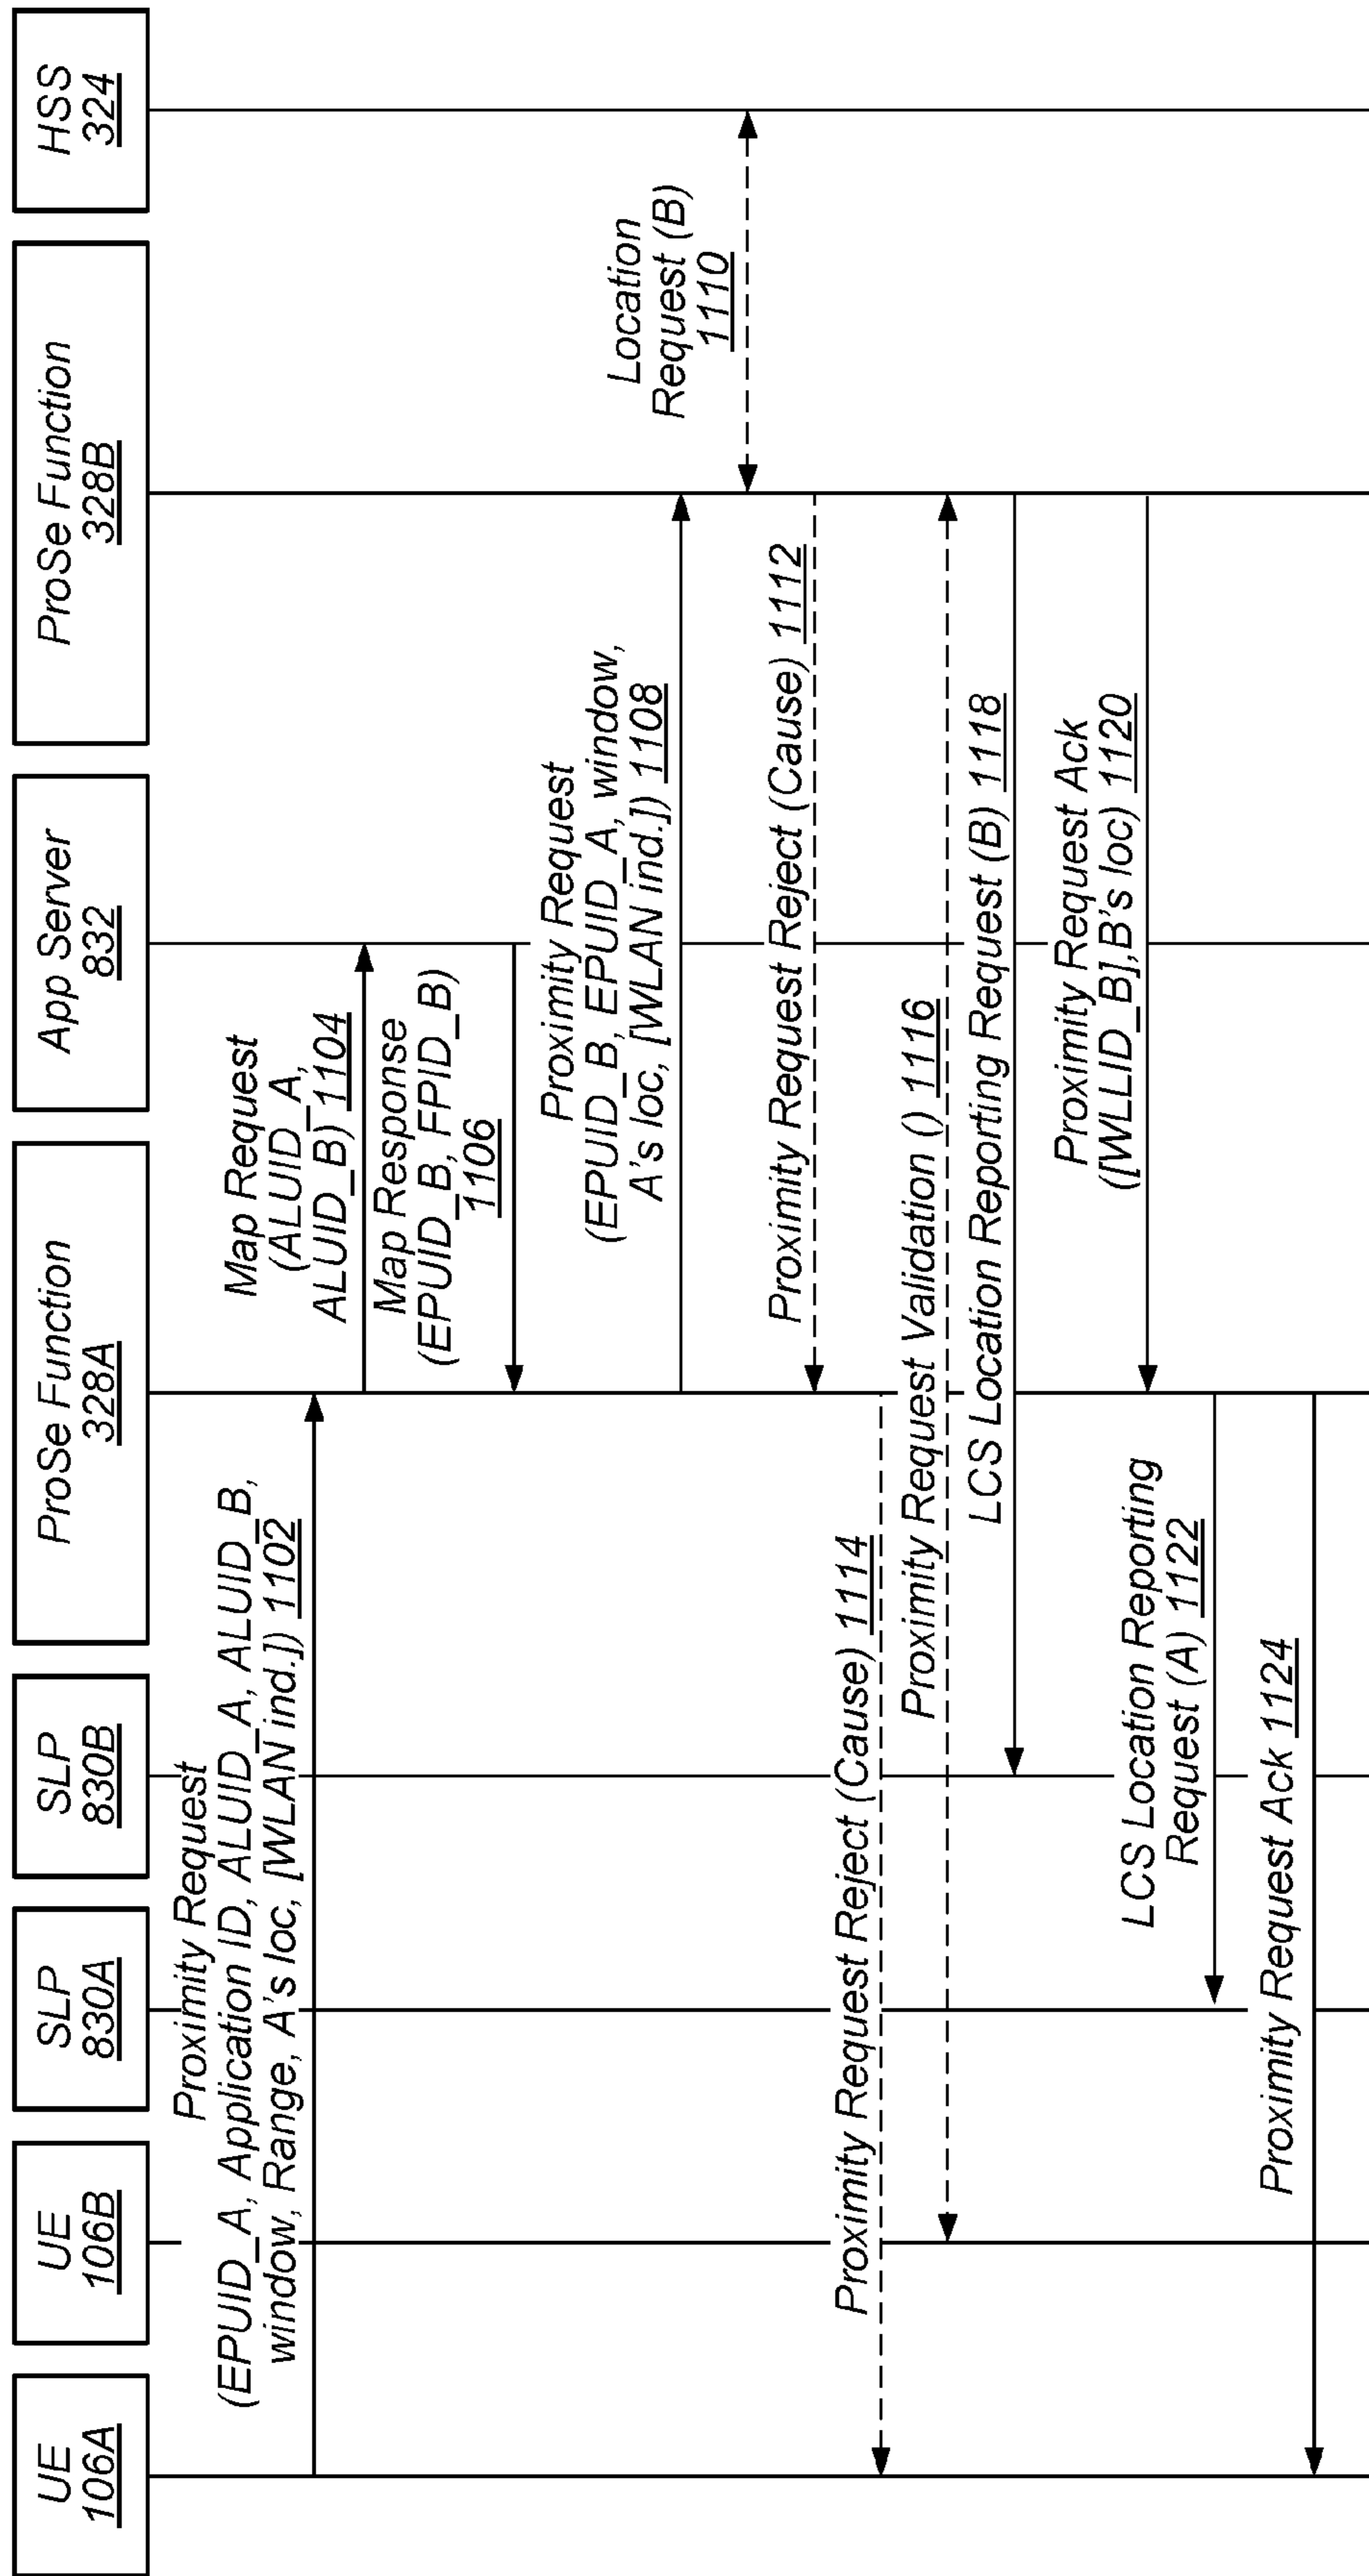 UE
106A
UE
106B
SLP
830A
SLP
830B
ProSe Function
328A
App Server
832
ProSe Function
328B
HSS
324
Proximity Request
(EPUID_A, Application ID, ALUID_A, ALUID_B,
window, Range, A's loc, [WLAN ind.]) 1102
Map Request
(ALUID_A,
ALUID_B) 1104
Map Response
(EPUID_B, FPID_B)
1106
Proximity Request
(EPUID_B, EPUID_A, window,
A's loc, [WLAN ind.]) 1108
Location
Request (B)
1110
Proximity Request Reject (Cause) 1112
Proximity Request Reject (Cause) 1114
Proximity Request Validation () 1116
LCS Location Reporting Request (B) 1118
Proximity Request Ack
([WLLID_B],B's loc) 1120
LCS Location Reporting
Request (A) 1122
Proximity Request Ack 1124